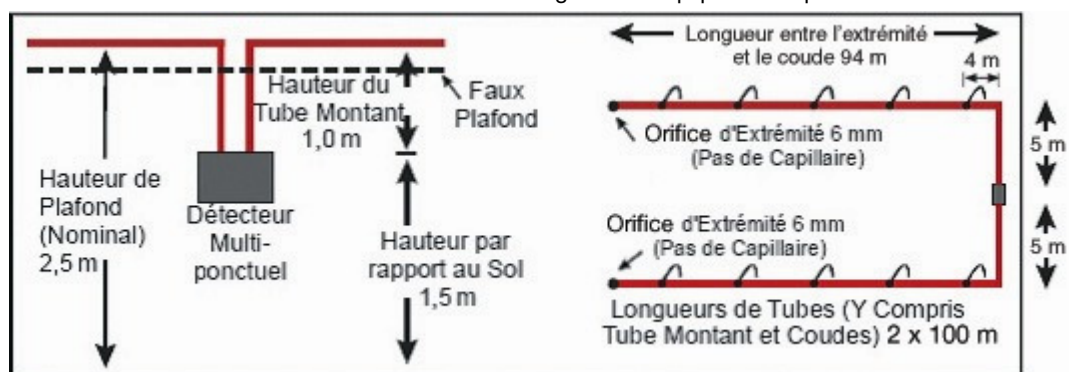 Hauteur de
Plafond
(Nominal)
2,5 m
Hauteur du
Tube Montant
1,0 m
Faux
Plafond
Détecteur
Multi-
ponctuel
Hauteur par
rapport au Sol
1,5 m
Longueur entre l'extrémité
et le coude 94 m
4 m
Orifice d'Extrémité 6 mm
(Pas de Capillaire)
5 m
5 m
Orifice d'Extrémité 6 mm
(Pas de Capillaire)
Longueurs de Tubes (Y Compris
Tube Montant et Coudes) 2 x 100 m